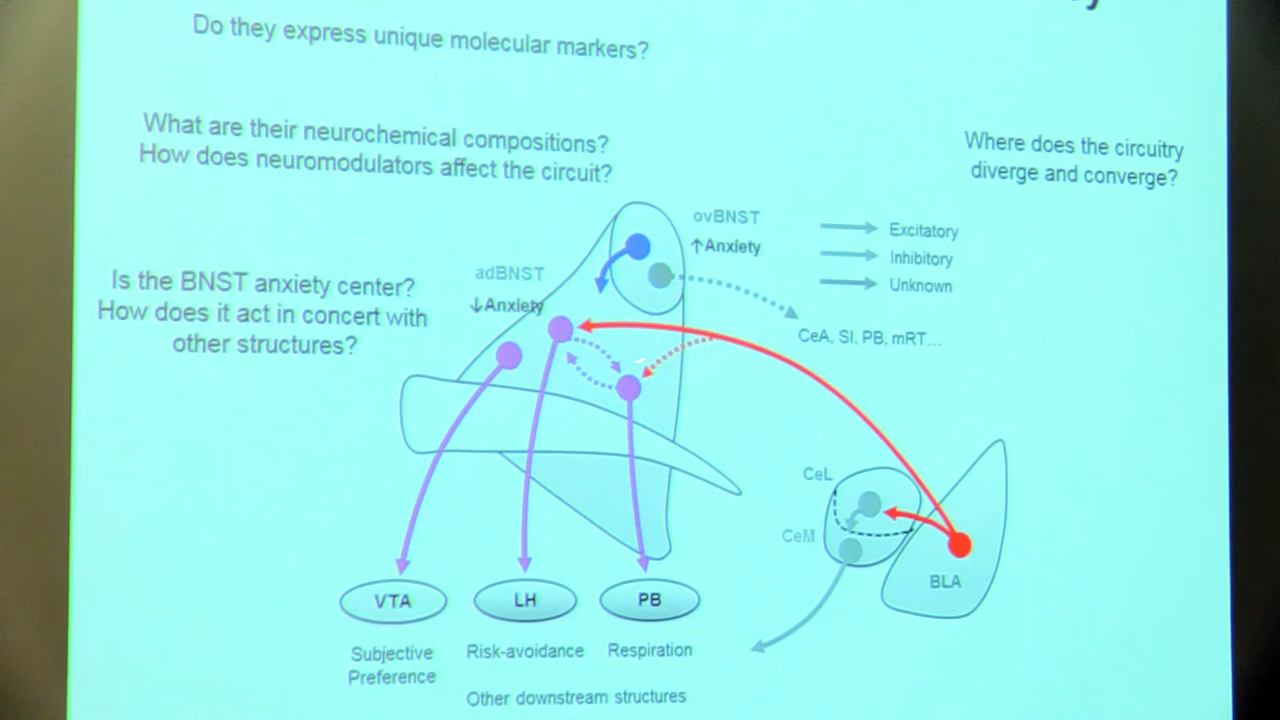 Do they express unique molecular markers?
What are their neurochemical compositions?
How does neuromodulators affect the circuit?
Where does the circuitry
diverge and converge?
ovBNST
↑Anxiety
Excitatory
Inhibitory
Unknown
adBNST
↓Anxiety
Is the BNST anxiety center?
How does it act in concert with
other structures?
CeA, SI, PB, mRT...
CeL
CeM
BLA
VTA
LH
PB
Subjective
Preference
Risk-avoidance
Respiration
Other downstream structures